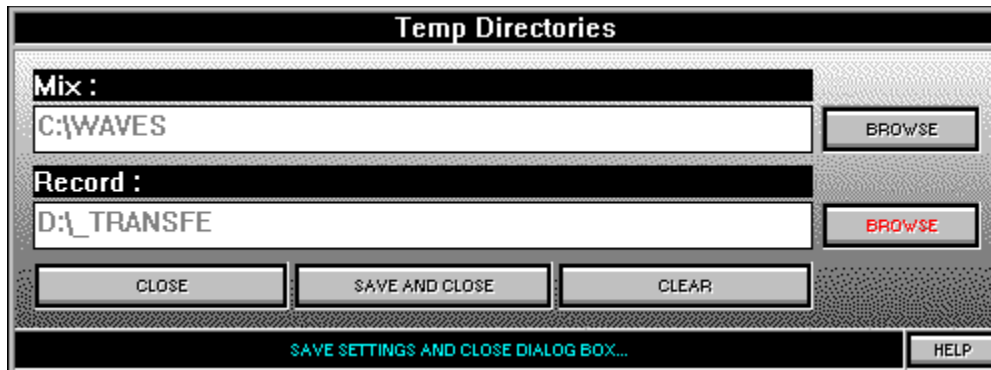 Temp Directories
Mix :
C:\WAVES
BROWSE
Record :
D:\_TRANSFE
BROWSE
CLOSE
SAVE AND CLOSE
CLEAR
SAVE SETTINGS AND CLOSE DIALOG BOX...
HELP